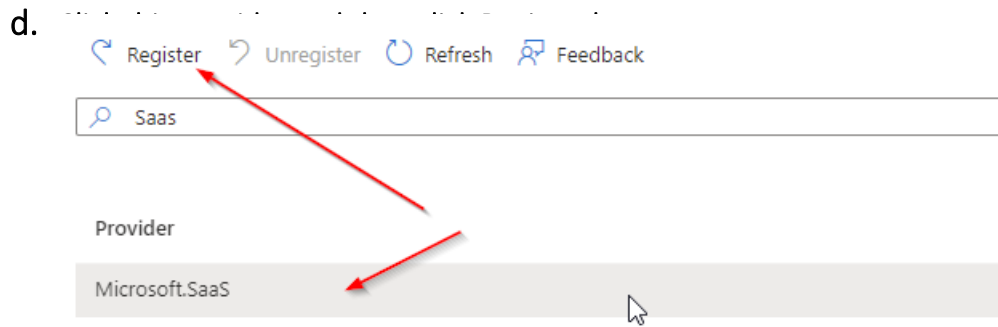 d.
Register Unregister Refresh Feedback
Saas
Provider
Microsoft.SaaS